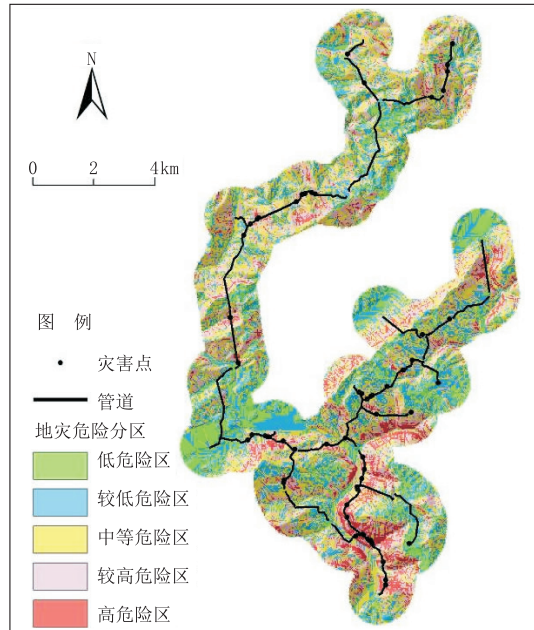 N
0 2 4km
图 例
灾害点
管道
地灾危险分区
低危险区
较低危险区
中等危险区
较高危险区
高危险区